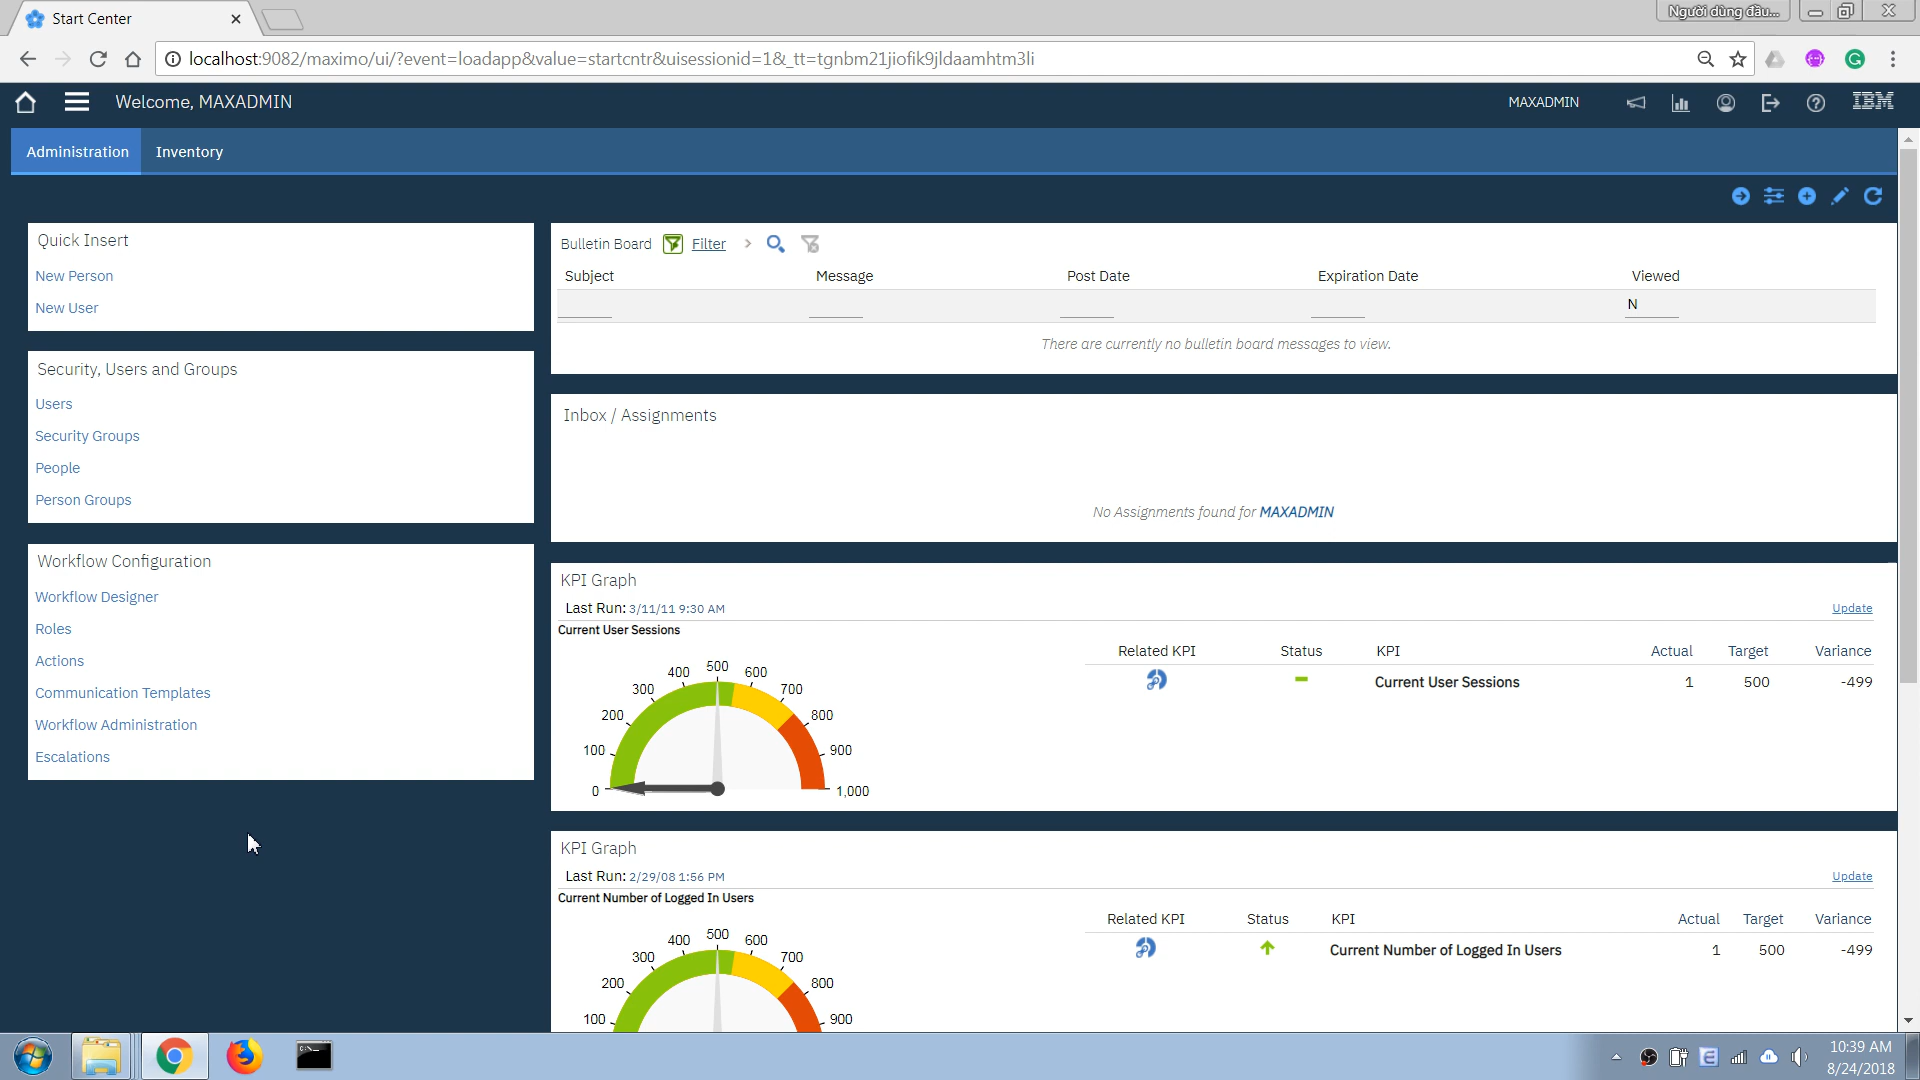 Start Center
Người dùng đầu...
localhost:9082/maximo/ui/?event=loadapp&value=startcntr&uisessionid=1&_tt=tgnbm21jiofik9jldaamhtm3li
Welcome, MAXADMIN
MAXADMIN
IBM
Administration
Inventory
Quick Insert
New Person
New User
Security, Users and Groups
Users
Security Groups
People
Person Groups
Workflow Configuration
Workflow Designer
Roles
Actions
Communication Templates
Workflow Administration
Escalations
Bulletin Board Filter
Subject Message Post Date Expiration Date Viewed
N
There are currently no bulletin board messages to view.
Inbox / Assignments
No Assignments found for MAXADMIN
KPI Graph
Last Run: 3/11/11 9:30 AM
Update
Current User Sessions
0
100
200
300
400
500
600
700
800
900
1,000
Related KPI Status KPI Actual Target Variance
Current User Sessions 1 500 -499
KPI Graph
Last Run: 2/29/08 1:56 PM
Update
Current Number of Logged In Users
100
200
300
400
500
600
700
800
900
Related KPI Status KPI Actual Target Variance
Current Number of Logged In Users 1 500 -499
10:39 AM
8/24/2018